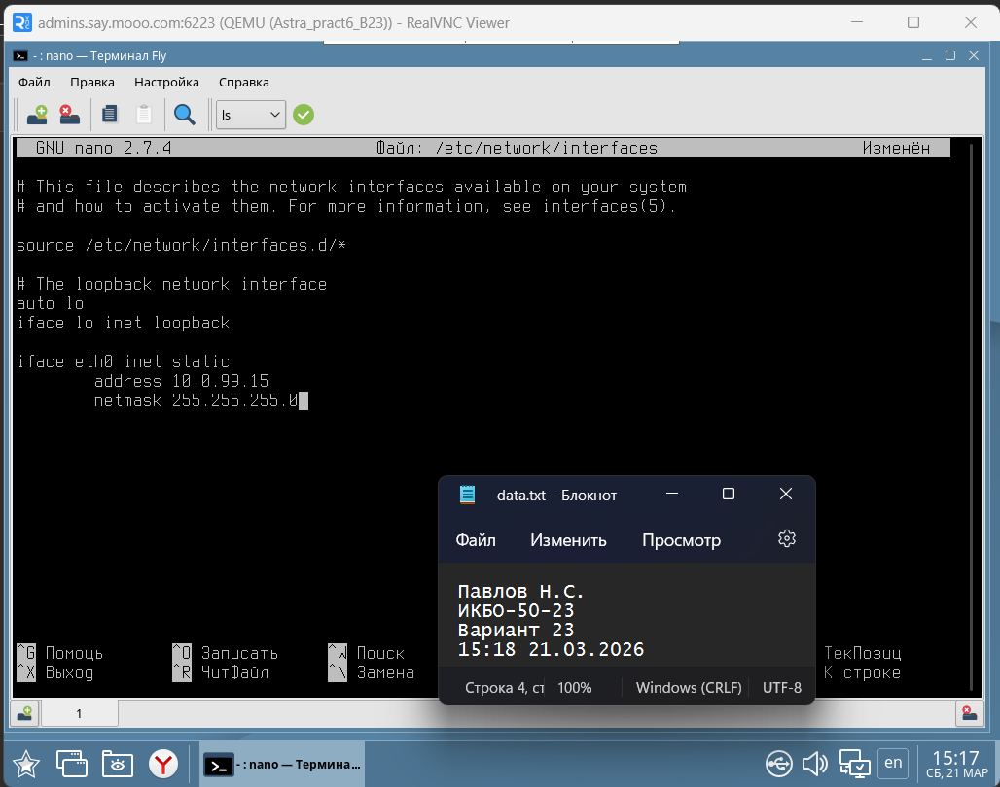 admins.say.mooo.com:6223 (QEMU (Astra_pract6_B23)) - RealVNC Viewer
- : nano — Терминал Fly
Файл Правка Настройка Справка
ls
GNU nano 2.7.4 Файл: /etc/network/interfaces Изменён
# This file describes the network interfaces available on your system
# and how to activate them. For more information, see interfaces(5).
source /etc/network/interfaces.d/*
# The loopback network interface
auto lo
iface lo inet loopback
iface eth0 inet static
address 10.0.99.15
netmask 255.255.255.0
data.txt – Блокнот
Файл Изменить Просмотр
Павлов Н.С.
ИКБО-50-23
Вариант 23
15:18 21.03.2026
Строка 4, ст 100% Windows (CRLF) UTF-8
^G Помощь ^O Записать ^W Поиск ТекПозиц
^X Выход ^R ЧитФайл ^\ Замена К строке
1
- : nano — Термина...
en
15:17
СБ, 21 МАР